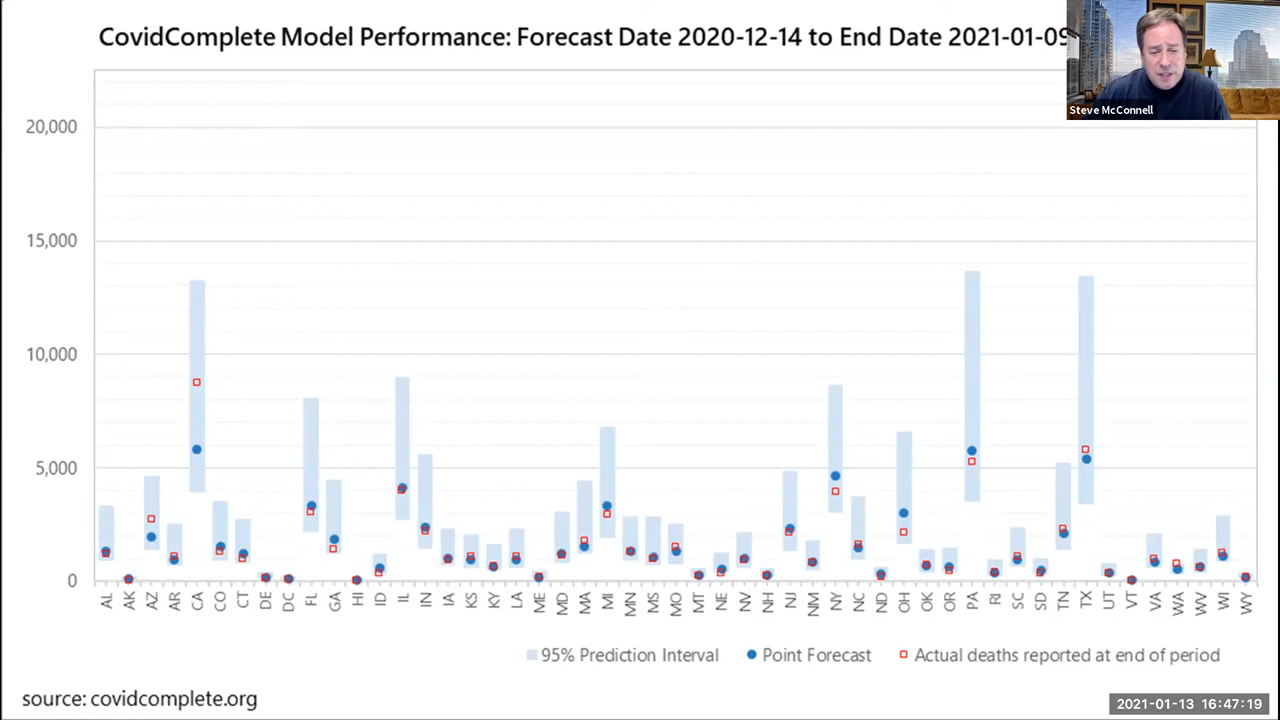 CovidComplete Model Performance: Forecast Date 2020-12-14 to End Date 2021-01-09
Steve McConnell
20,000
15,000
10,000
5,000
0
AL AK AZ AR CA CO CT DE DC FL GA HI ID IL IN IA KS KY LA ME MD MA MI MN MS MO MT NE NV NH NJ NM NY NC ND OH OK OR PA RI SC SD TN TX UT VT VA WA WV WI WY
95% Prediction Interval Point Forecast Actual deaths reported at end of period
source: covidcomplete.org
2021-01-13 16:47:19